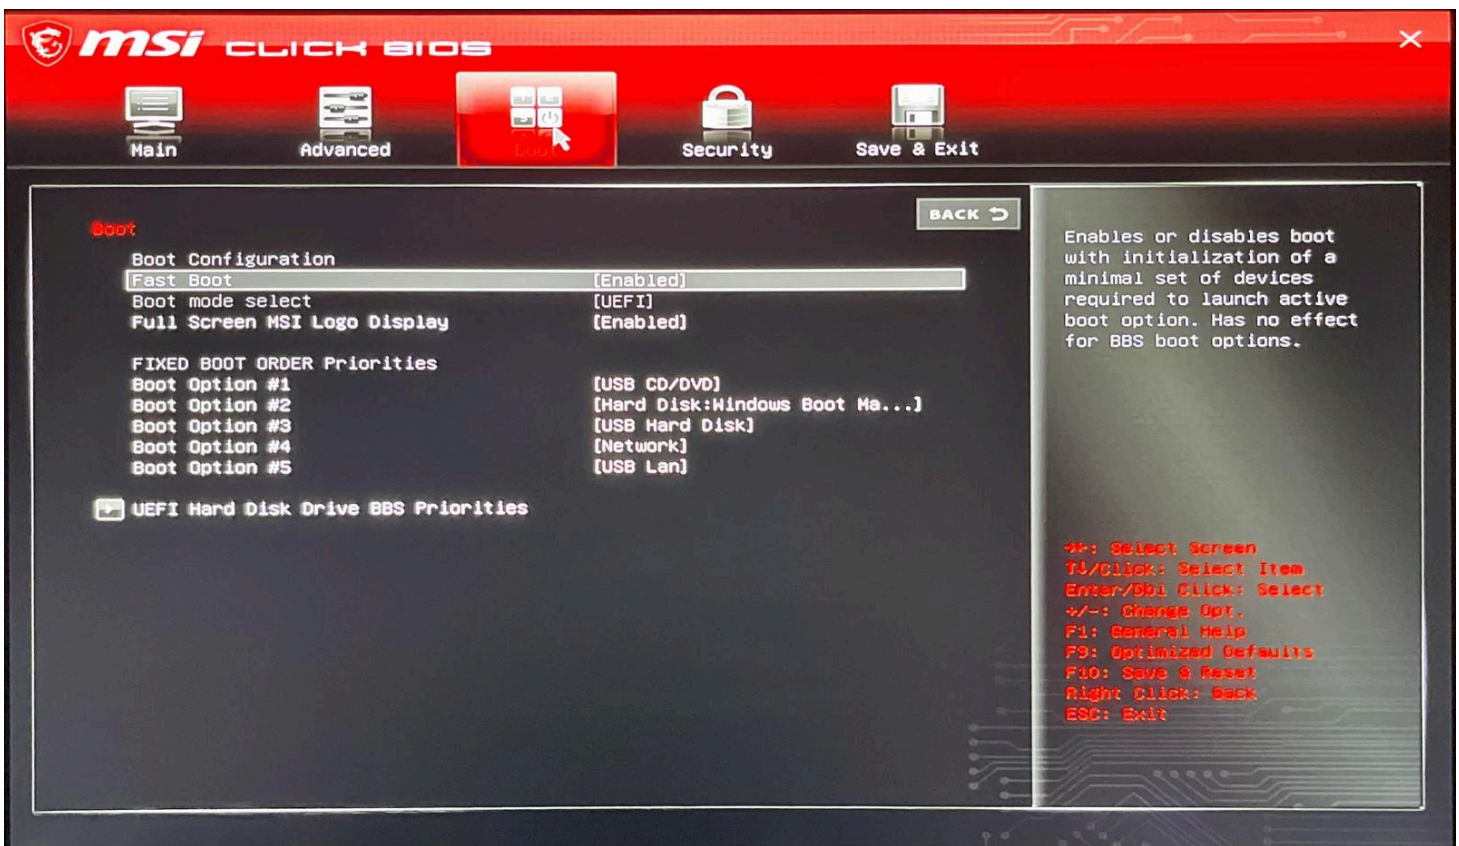 msi CLICK BIOS
Main
Advanced
Boot
Security
Save & Exit
BACK
Boot
Boot Configuration
Fast Boot [Enabled]
Boot mode select [UEFI]
Full Screen MSI Logo Display [Enabled]
FIXED BOOT ORDER Priorities
Boot Option #1 [USB CD/DVD]
Boot Option #2 [Hard Disk:Windows Boot Ma...]
Boot Option #3 [USB Hard Disk]
Boot Option #4 [Network]
Boot Option #5 [USB Lan]
UEFI Hard Disk Drive BBS Priorities
Enables or disables boot
with initialization of a
minimal set of devices
required to launch active
boot option. Has no effect
for BBS boot options.
→←: Select Screen
↑↓/Click: Select Item
Enter/Dbl Click: Select
+/-: Change Opt.
F1: General Help
F9: Optimized Defaults
F10: Save & Reset
Right Click: Back
ESC: Exit